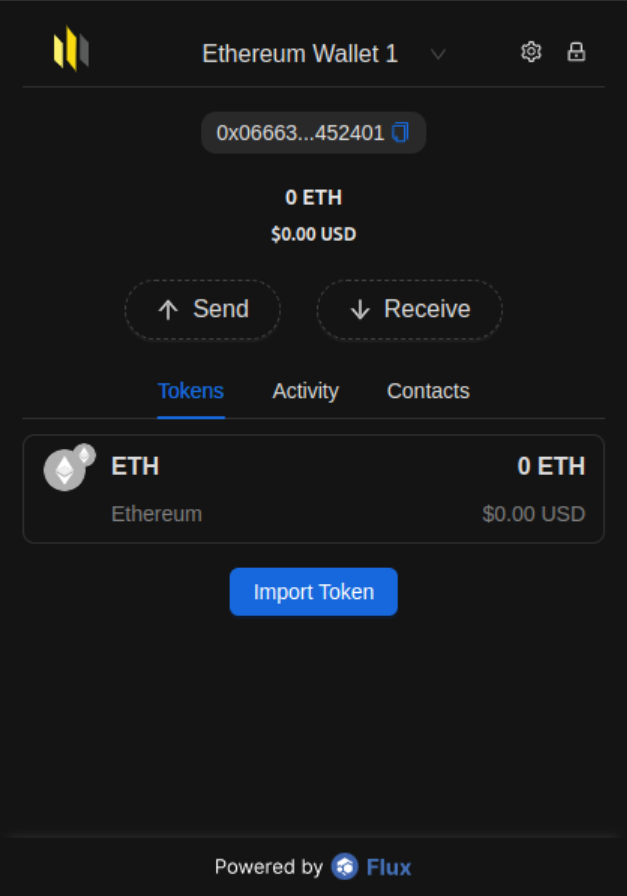 Ethereum Wallet 1
0x06663...452401
0 ETH
$0.00 USD
Send Receive
Tokens Activity Contacts
ETH 0 ETH
Ethereum $0.00 USD
Import Token
Powered by Flux